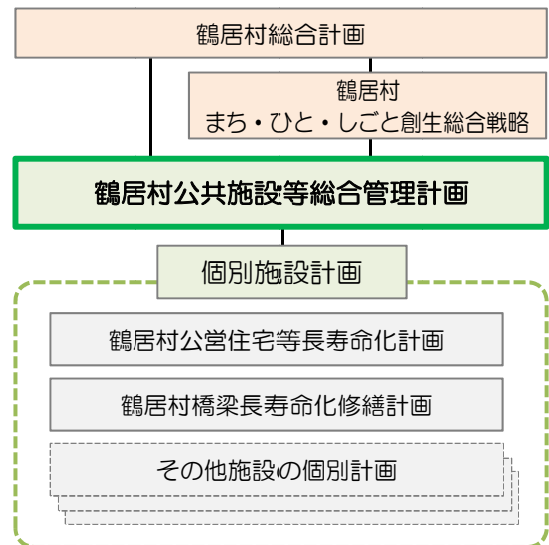 鶴居村総合計画
鶴居村
まち・ひと・しごと創生総合戦略
鶴居村公共施設等総合管理計画
個別施設計画
鶴居村公営住宅等長寿命化計画
鶴居村橋梁長寿命化修繕計画
その他施設の個別計画